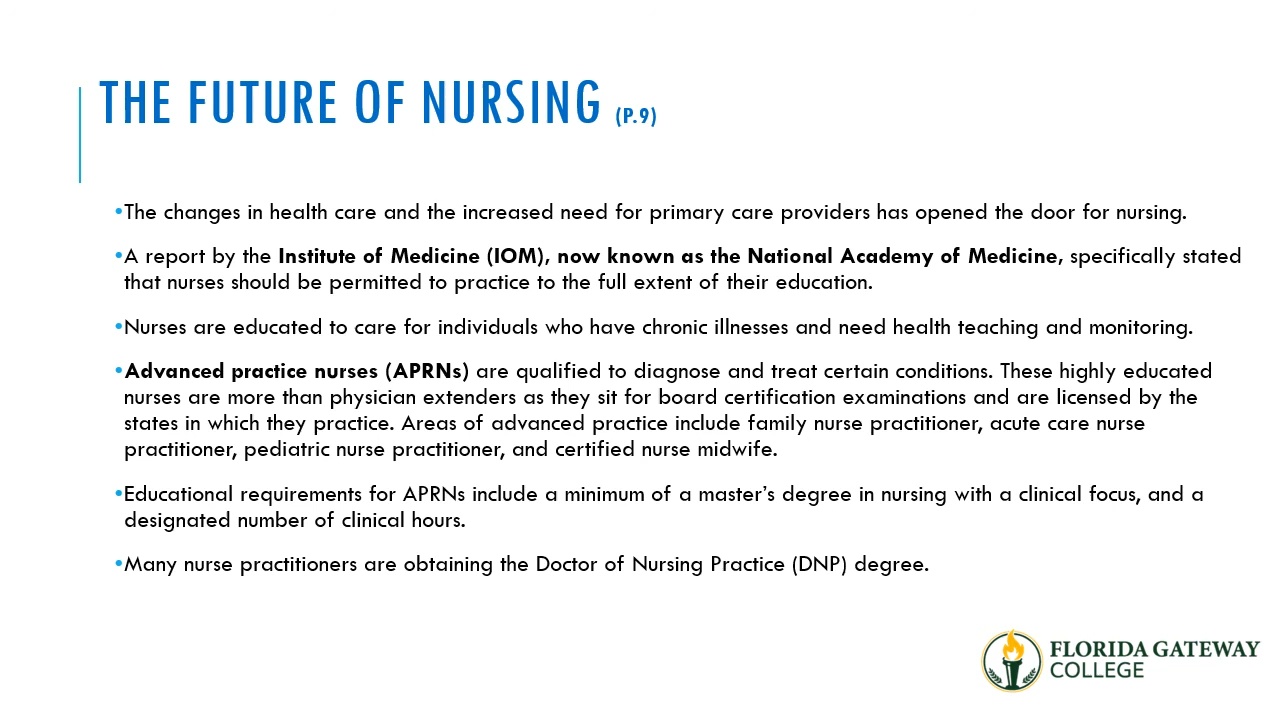 THE FUTURE OF NURSING (P.9)
•The changes in health care and the increased need for primary care providers has opened the door for nursing.
•A report by the Institute of Medicine (IOM), now known as the National Academy of Medicine, specifically stated
that nurses should be permitted to practice to the full extent of their education.
•Nurses are educated to care for individuals who have chronic illnesses and need health teaching and monitoring.
•Advanced practice nurses (APRNs) are qualified to diagnose and treat certain conditions. These highly educated
nurses are more than physician extenders as they sit for board certification examinations and are licensed by the
states in which they practice. Areas of advanced practice include family nurse practitioner, acute care nurse
practitioner, pediatric nurse practitioner, and certified nurse midwife.
•Educational requirements for APRNs include a minimum of a master’s degree in nursing with a clinical focus, and a
designated number of clinical hours.
•Many nurse practitioners are obtaining the Doctor of Nursing Practice (DNP) degree.
FLORIDA GATEWAY
COLLEGE